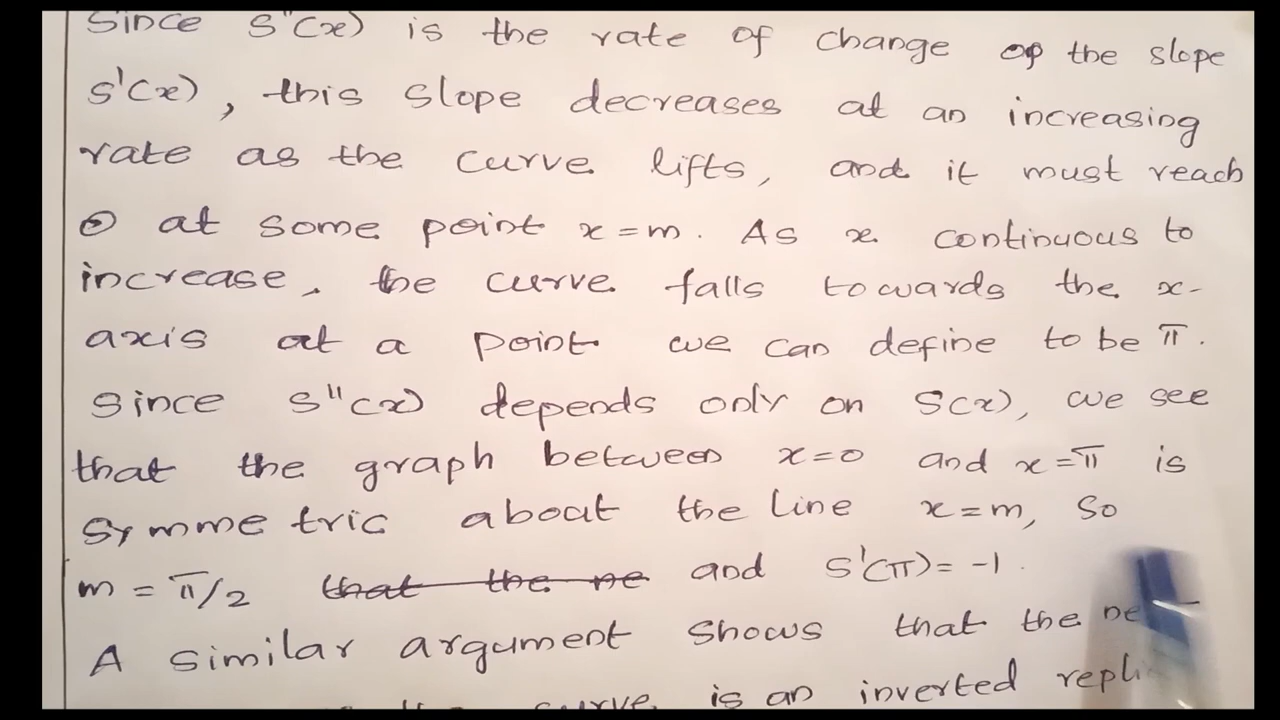 Since S"(x) is the rate of change of the slope
S'(x), this slope decreases at an increasing
rate as the curve lifts, and it must reach
0 at some point x=m. As x continuous to
increase, the curve falls towards the x-
axis at a point we can define to be π.
Since S"(x) depends only on S(x), we see
that the graph between x=0 and x=π is
symmetric about the line x=m, so
m = π/2 that the ne and S'(π)= -1.
A similar argument shows that the
curve is an inverted